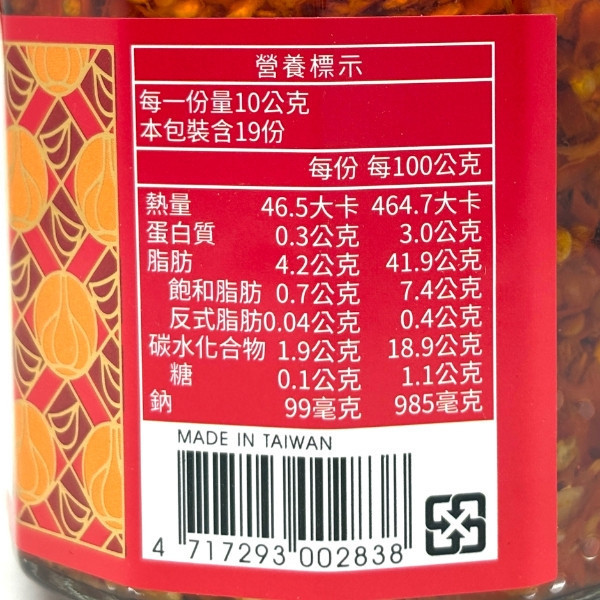 營養標示
每一份量10公克
本包裝含19份
每份 每100公克
熱量 46.5大卡 464.7大卡
蛋白質 0.3公克 3.0公克
脂肪 4.2公克 41.9公克
飽和脂肪 0.7公克 7.4公克
反式脂肪0.04公克 0.4公克
碳水化合物 1.9公克 18.9公克
糖 0.1公克 1.1公克
鈉 99毫克 985毫克
MADE IN TAIWAN
4 717293 002838